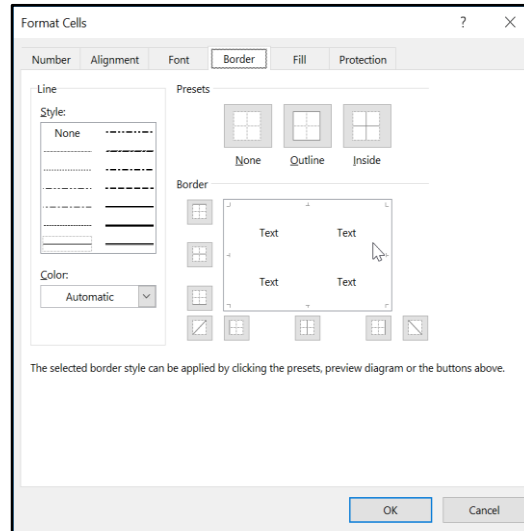 Format Cells
?
Number Alignment Font Border Fill Protection
Line
Style:
None
Color:
Automatic
Presets
None Outline Inside
Border
Text Text
Text Text
The selected border style can be applied by clicking the presets, preview diagram or the buttons above.
OK Cancel